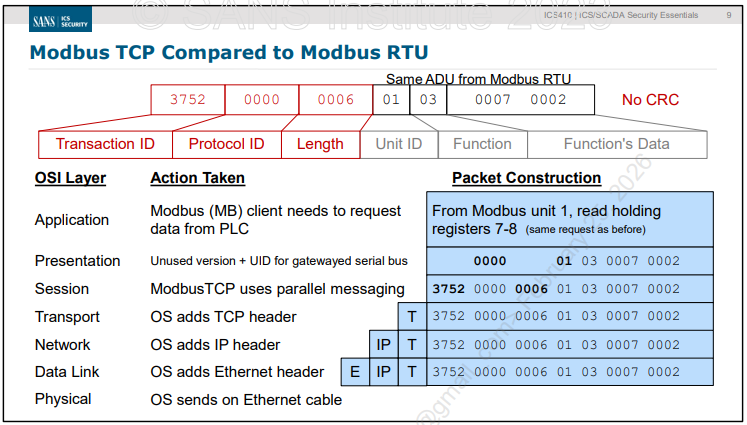 © SANS Institute 2026
SANS | ICS SECURITY
ICS410 | ICS/SCADA Security Essentials 9
Modbus TCP Compared to Modbus RTU
Same ADU from Modbus RTU
3752 0000 0006 01 03 0007 0002 No CRC
Transaction ID Protocol ID Length Unit ID Function Function's Data
OSI Layer Action Taken Packet Construction
Application Modbus (MB) client needs to request data from PLC From Modbus unit 1, read holding registers 7-8 (same request as before)
Presentation Unused version + UID for gatewayed serial bus 0000 01 03 0007 0002
Session ModbusTCP uses parallel messaging 3752 0000 0006 01 03 0007 0002
Transport OS adds TCP header T 3752 0000 0006 01 03 0007 0002
Network OS adds IP header IP T 3752 0000 0006 01 03 0007 0002
Data Link OS adds Ethernet header E IP T 3752 0000 0006 01 03 0007 0002
Physical OS sends on Ethernet cable